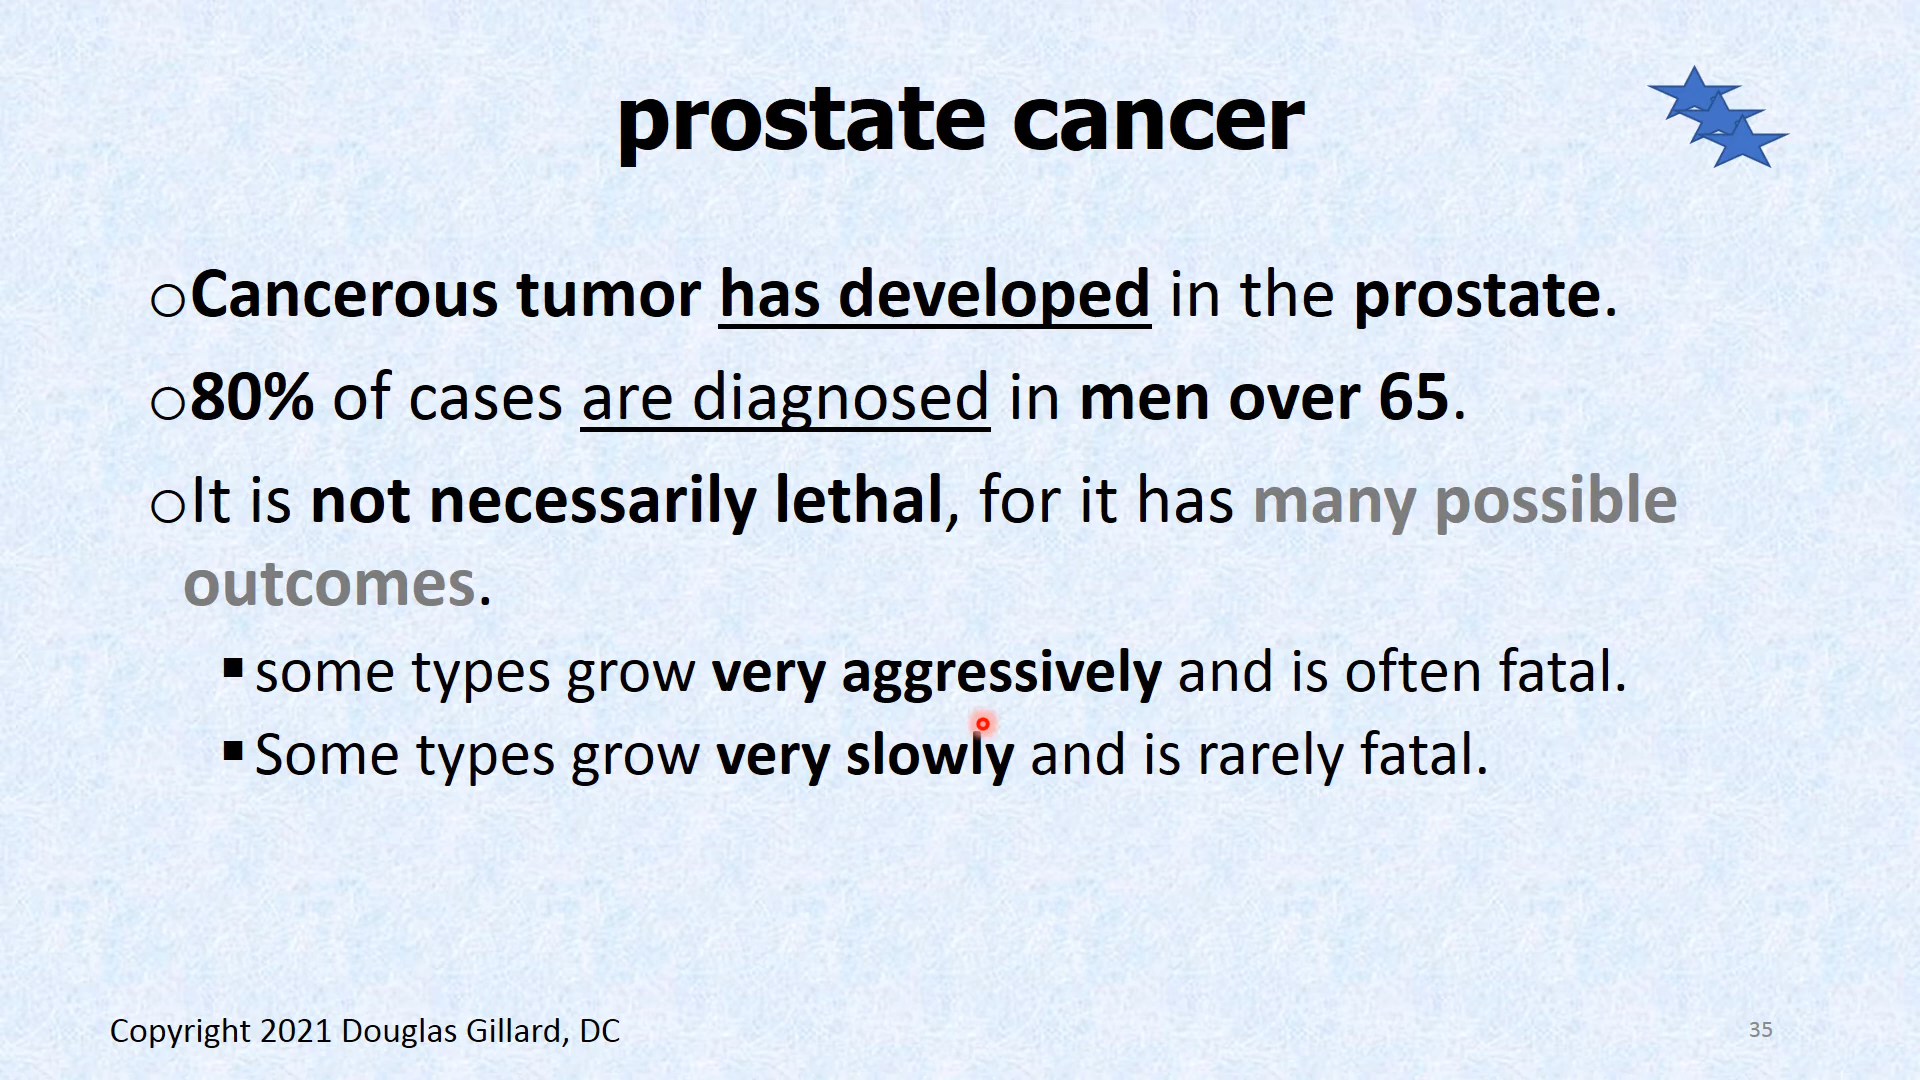 prostate cancer
Cancerous tumor has developed in the prostate.
80% of cases are diagnosed in men over 65.
It is not necessarily lethal, for it has many possible
outcomes.
some types grow very aggressively and is often fatal.
Some types grow very slowly and is rarely fatal.
Copyright 2021 Douglas Gillard, DC
35